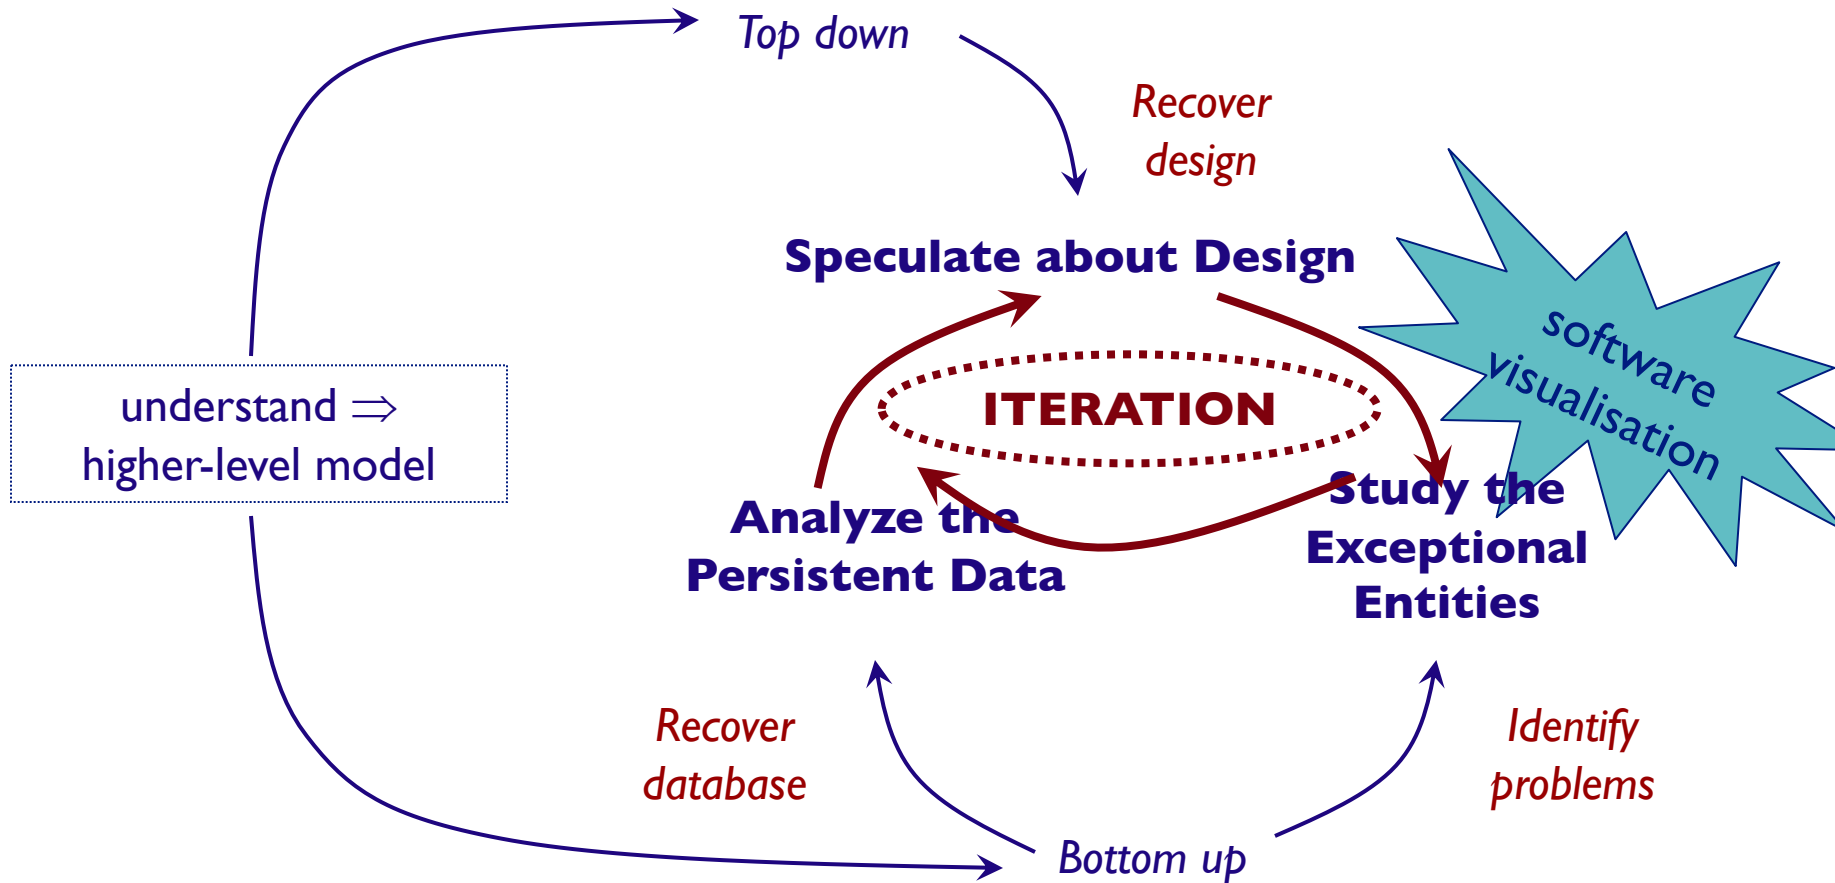 Top down
Recover
design
Speculate about Design
software
visualisation
understand ⇒
higher-level model
ITERATION
Analyze the
Persistent Data
Study the
Exceptional
Entities
Recover
database
Identify
problems
Bottom up